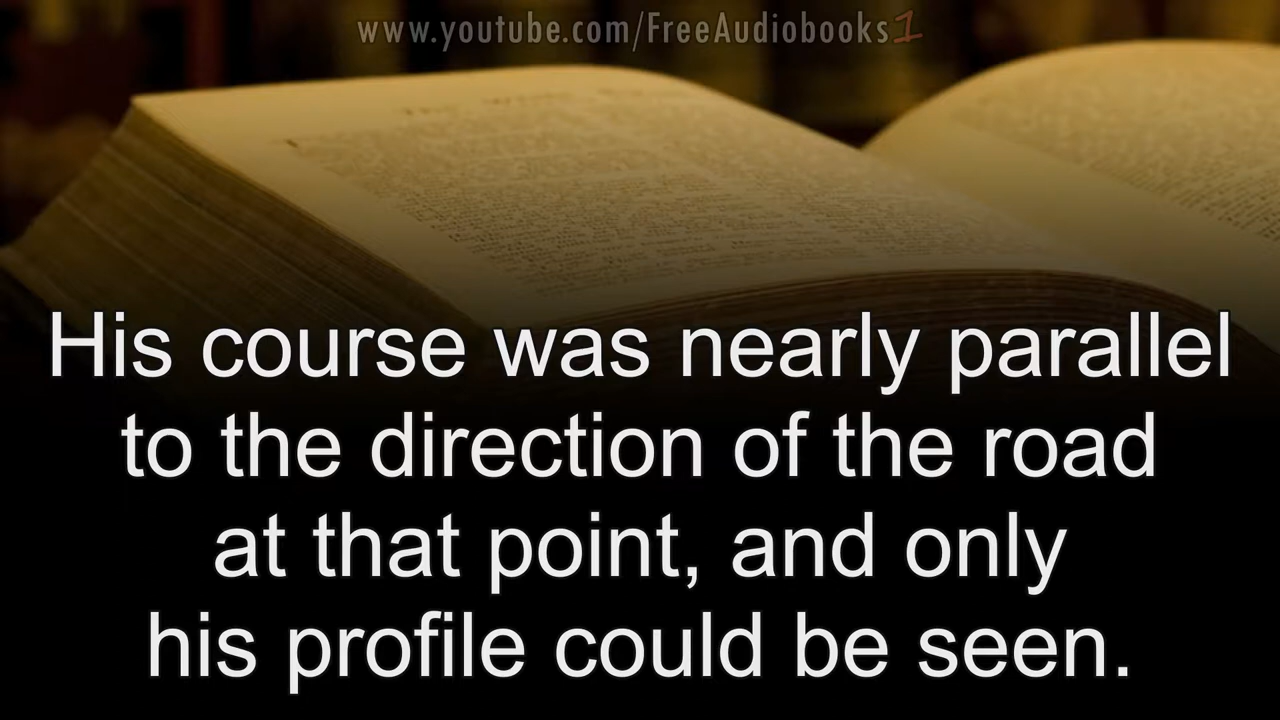 www.youtube.com/FreeAudiobooks1
His course was nearly parallel
to the direction of the road
at that point, and only
his profile could be seen.